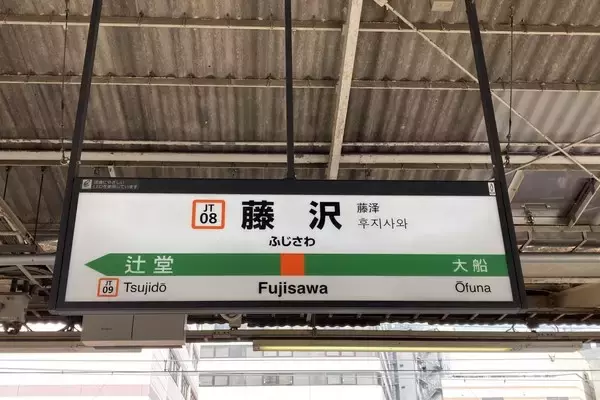 JT
08
藤沢
藤泽
후지사와
ふじさわ
辻堂
大船
JT
09
Tsujidō
Fujisawa
Ōfuna